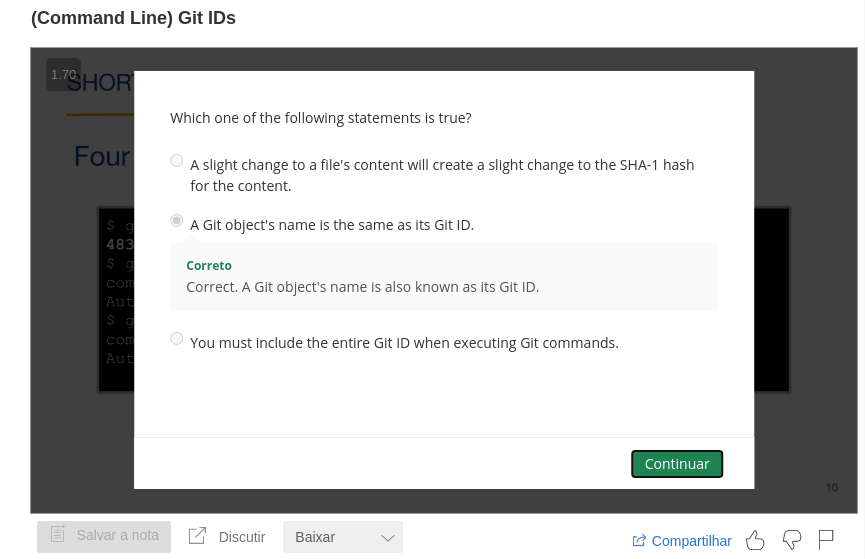 (Command Line) Git IDs
1.70
SHORT
Which one of the following statements is true?
Four
A slight change to a file's content will create a slight change to the SHA-1 hash
for the content.
A Git object's name is the same as its Git ID.
$ g
483
Correto
$ g
Correct. A Git object's name is also known as its Git ID.
com
Aut
$ g
com
You must include the entire Git ID when executing Git commands.
Aut
Continuar
10
Salvar a nota
Discutir
Baixar
Compartilhar